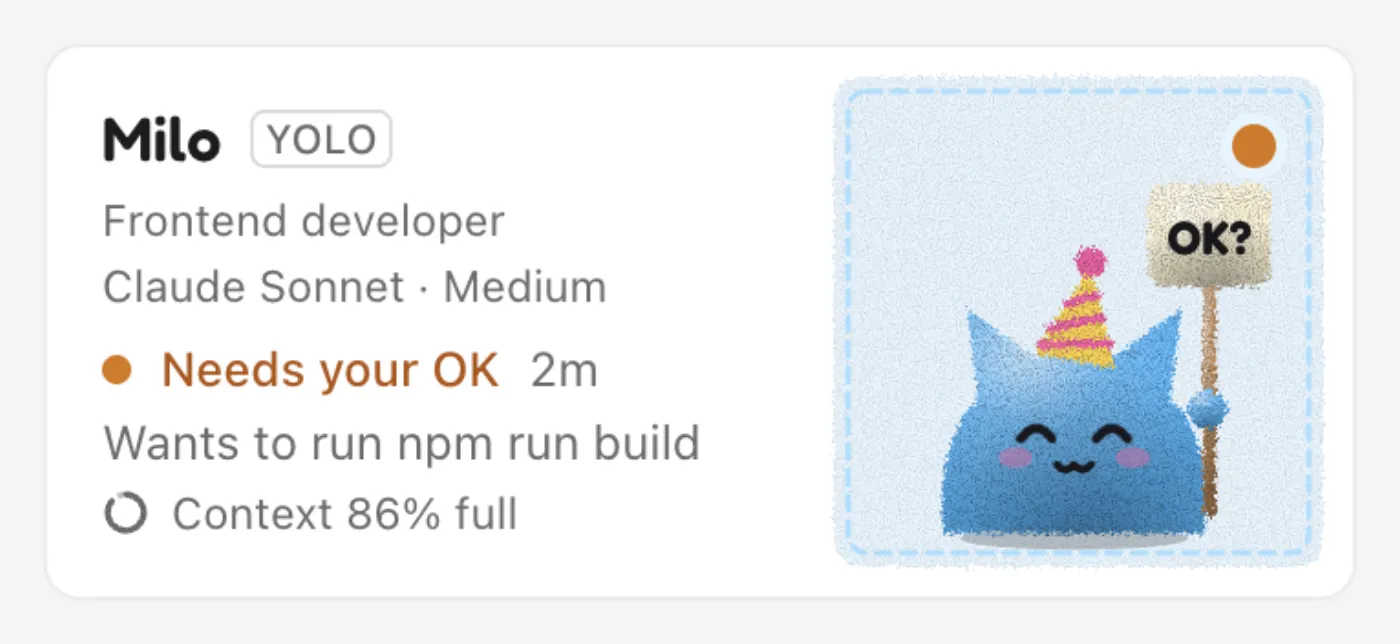 Milo YOLO
Frontend developer
Claude Sonnet · Medium
Needs your OK 2m
Wants to run npm run build
Context 86% full
OK?